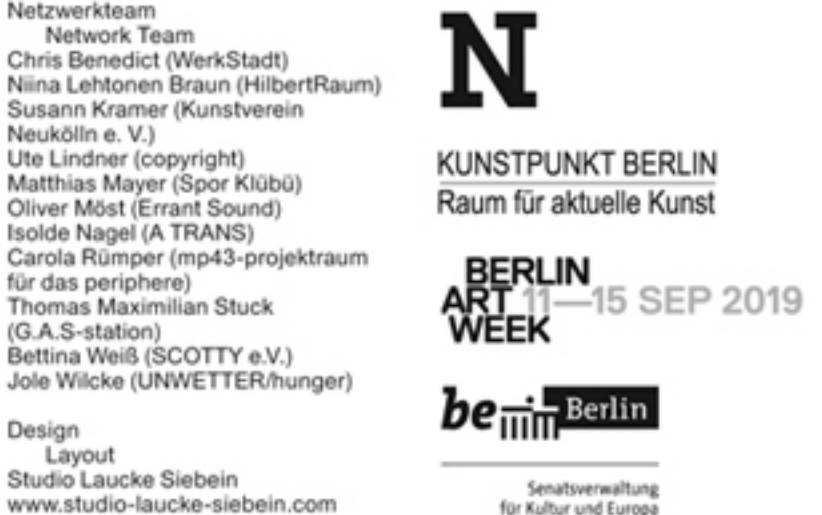 Netzwerkteam
Network Team
Chris Benedict (WerkStadt)
Niina Lehtonen Braun (HilbertRaum)
Susann Kramer (Kunstverein
Neukölln e. V.)
Ute Lindner (copyright)
Matthias Mayer (Spor Klübü)
Oliver Möst (Errant Sound)
Isolde Nagel (A TRANS)
Carola Rümper (mp43-projektraum
für das periphere)
Thomas Maximilian Stuck
(G.A.S-station)
Bettina Weiß (SCOTTY e.V.)
Jole Wilcke (UNWETTER/hunger)
Design
Layout
Studio Laucke Siebein
www.studio-laucke-siebein.com
N
KUNSTPUNKT BERLIN
Raum für aktuelle Kunst
BERLIN
ART 11—15 SEP 2019
WEEK
be Berlin
Senatsverwaltung
für Kultur und Europa